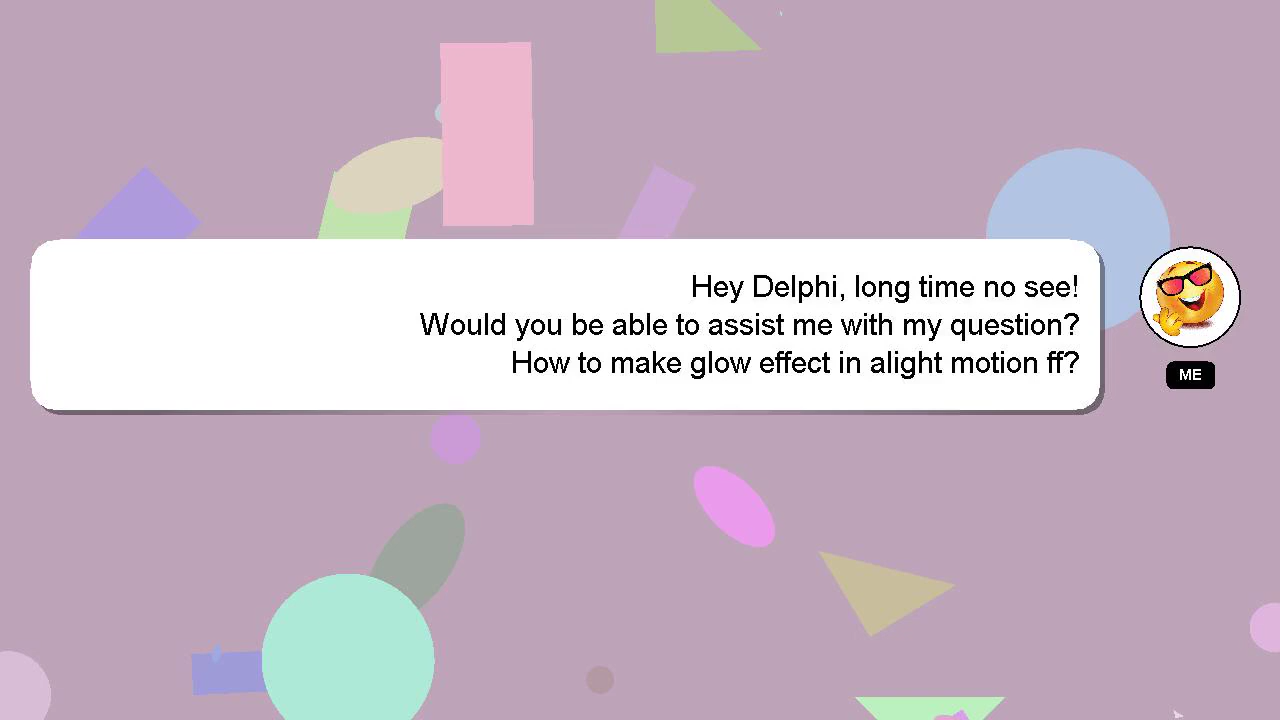 Hey Delphi, long time no see!
Would you be able to assist me with my question?
How to make glow effect in alight motion ff?
ME